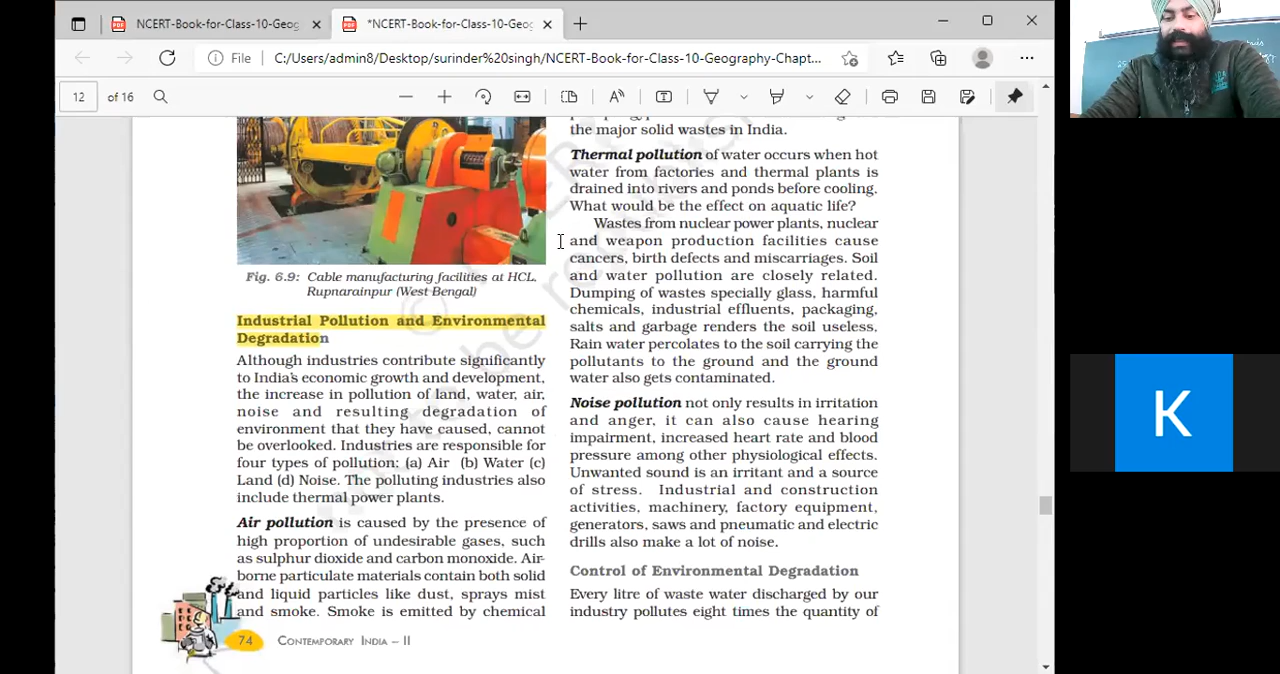 NCERT-Book-for-Class-10-Geog
*NCERT-Book-for-Class-10-Geog
File
C:/Users/admin8/Desktop/surinder%20singh/NCERT-Book-for-Class-10-Geography-Chapt...
12 of 16
Fig. 6.9: Cable manufacturing facilities at HCL,
Rupnarainpur (West Bengal)
Industrial Pollution and Environmental
Degradation
Although industries contribute significantly
to India's economic growth and development,
the increase in pollution of land, water, air,
noise and resulting degradation of
environment that they have caused, cannot
be overlooked. Industries are responsible for
four types of pollution: (a) Air (b) Water (c)
Land (d) Noise. The polluting industries also
include thermal power plants.
Air pollution is caused by the presence of
high proportion of undesirable gases, such
as sulphur dioxide and carbon monoxide. Air-
borne particulate materials contain both solid
and liquid particles like dust, sprays mist
and smoke. Smoke is emitted by chemical
the major solid wastes in India.
Thermal pollution of water occurs when hot
water from factories and thermal plants is
drained into rivers and ponds before cooling.
What would be the effect on aquatic life?
Wastes from nuclear power plants, nuclear
and weapon production facilities cause
cancers, birth defects and miscarriages. Soil
and water pollution are closely related.
Dumping of wastes specially glass, harmful
chemicals, industrial effluents, packaging,
salts and garbage renders the soil useless.
Rain water percolates to the soil carrying the
pollutants to the ground and the ground
water also gets contaminated.
Noise pollution not only results in irritation
and anger, it can also cause hearing
impairment, increased heart rate and blood
pressure among other physiological effects.
Unwanted sound is an irritant and a source
of stress. Industrial and construction
activities, machinery, factory equipment,
generators, saws and pneumatic and electric
drills also make a lot of noise.
Control of Environmental Degradation
Every litre of waste water discharged by our
industry pollutes eight times the quantity of
74 CONTEMPORARY INDIA – II
K